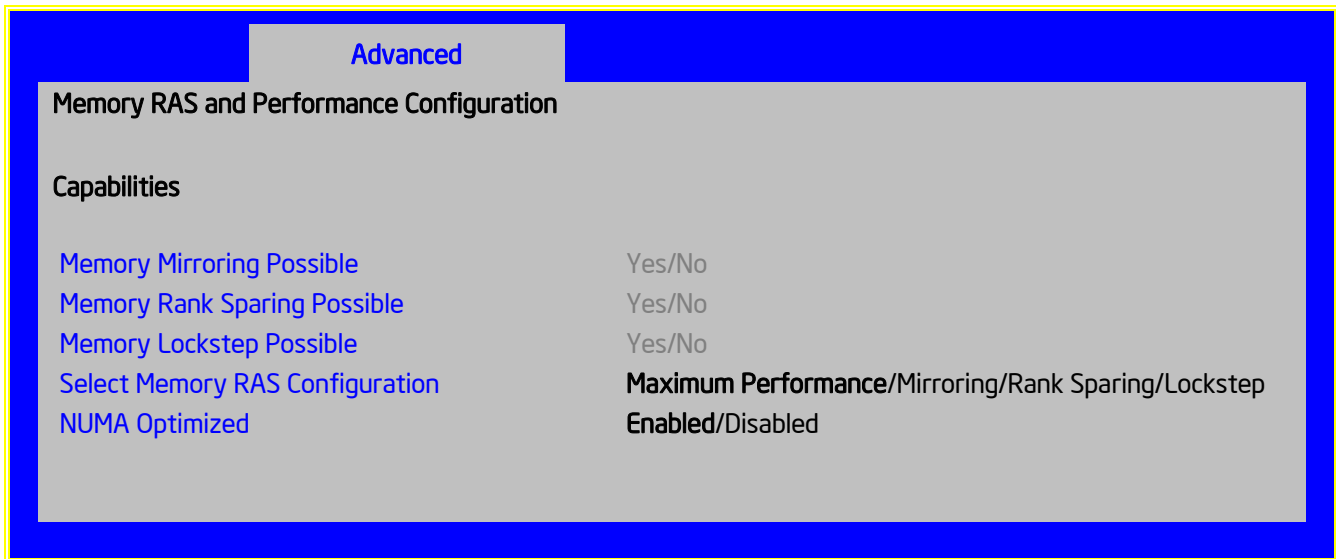 Advanced
Memory RAS and Performance Configuration
Capabilities
Memory Mirroring Possible Yes/No
Memory Rank Sparing Possible Yes/No
Memory Lockstep Possible Yes/No
Select Memory RAS Configuration Maximum Performance/Mirroring/Rank Sparing/Lockstep
NUMA Optimized Enabled/Disabled